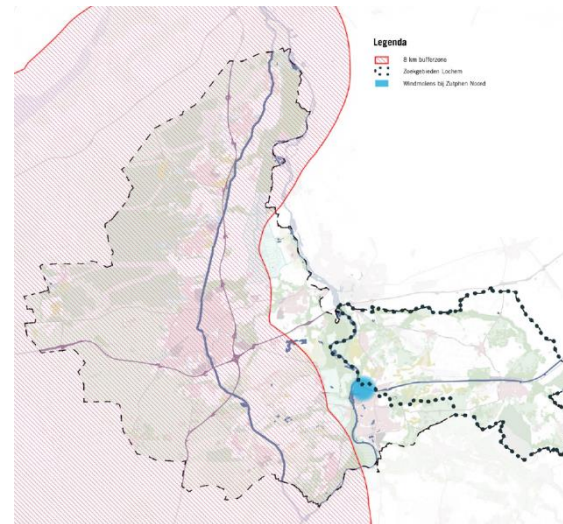 Legenda
8 km bufferzone
Zoekgebieden Lochem
Windmolens bij Zutphen Noord